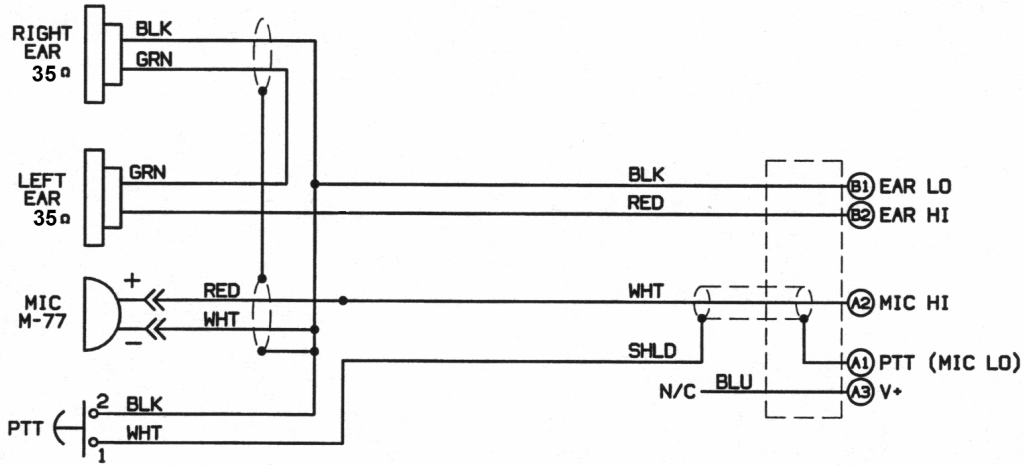 RIGHT EAR 35Ω
BLK
GRN
LEFT EAR 35Ω
GRN
BLK
B1 EAR LO
RED
B2 EAR HI
MIC M-77
+
RED
WHT
A2 MIC HI
–
WHT
SHLD
A1 PTT (MIC LO)
N/C
BLU
A3 V+
PTT
2
BLK
1
WHT